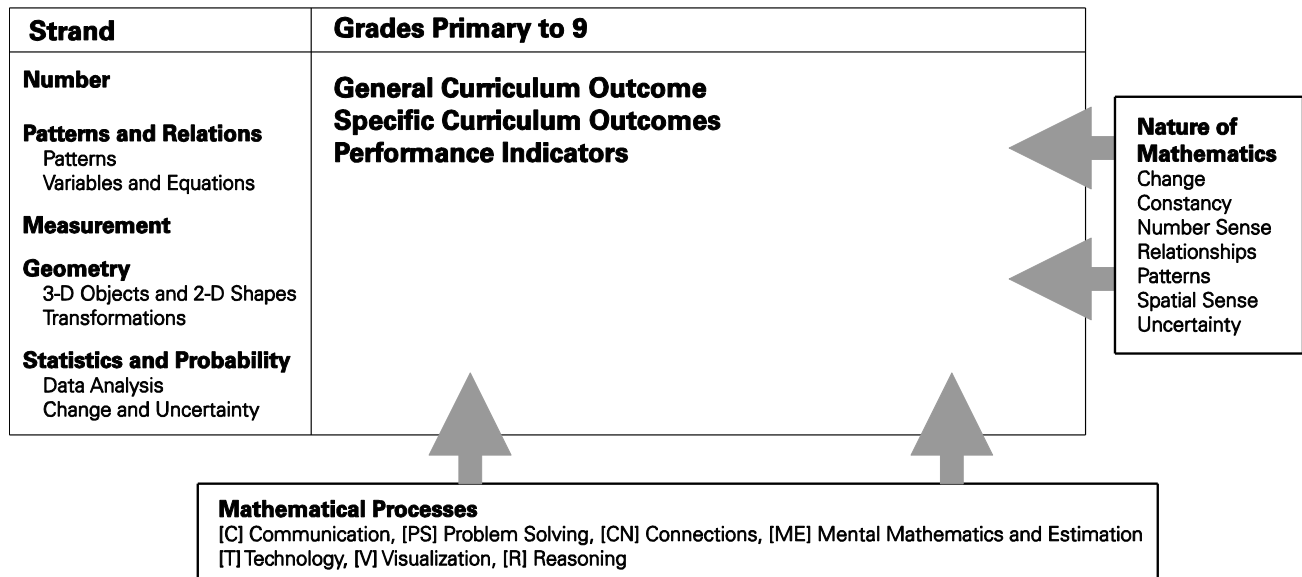 Strand
Grades Primary to 9
Number
Patterns and Relations
Patterns
Variables and Equations
Measurement
Geometry
3-D Objects and 2-D Shapes
Transformations
Statistics and Probability
Data Analysis
Change and Uncertainty
General Curriculum Outcome
Specific Curriculum Outcomes
Performance Indicators
Nature of
Mathematics
Change
Constancy
Number Sense
Relationships
Patterns
Spatial Sense
Uncertainty
Mathematical Processes
[C] Communication, [PS] Problem Solving, [CN] Connections, [ME] Mental Mathematics and Estimation
[T] Technology, [V] Visualization, [R] Reasoning